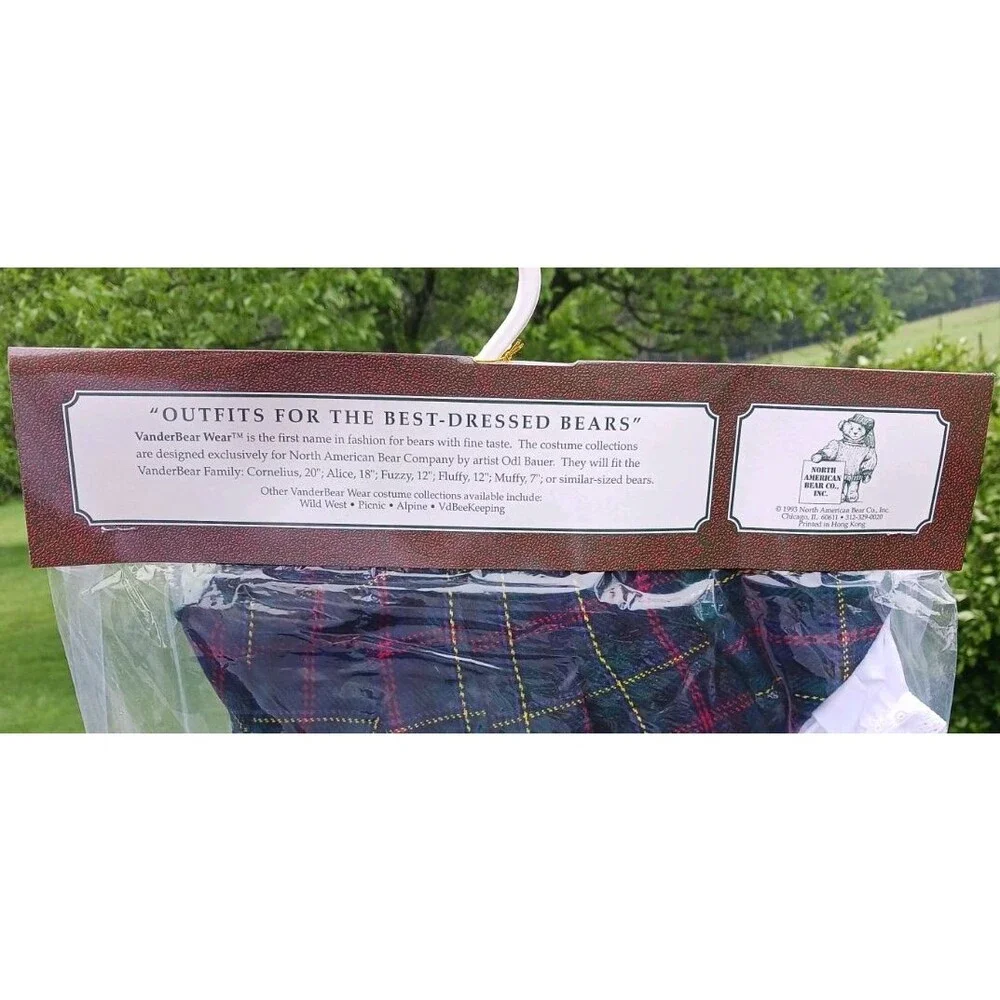 "OUTFITS FOR THE BEST-DRESSED BEARS"
VanderBear Wear™ is the first name in fashion for bears with fine taste. The costume collections
are designed exclusively for North American Bear Company by artist Odl Bauer. They will fit the
VanderBear Family: Cornelius, 20"; Alice, 18"; Fuzzy, 12"; Fluffy, 12"; Muffy, 7"; or similar-sized bears.
Other VanderBear Wear costume collections available include:
Wild West • Picnic • Alpine • VdBeeKeeping
NORTH
AMERICAN
BEAR CO.,
INC.
© 1993 North American Bear Co., Inc.
Chicago, IL 60611 • 312-329-0020
Printed in Hong Kong